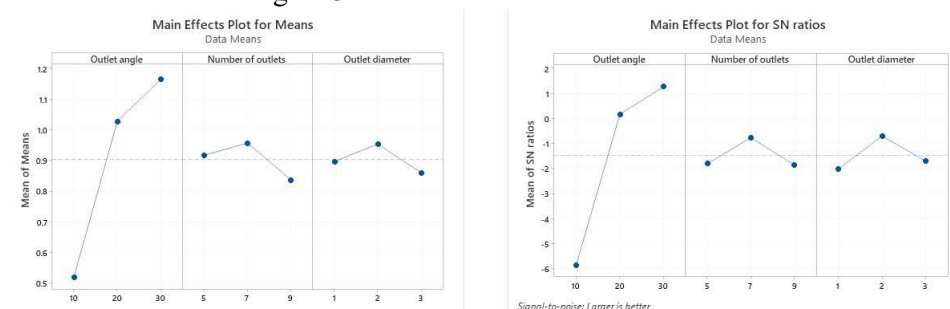 Main Effects Plot for Means
Data Means
Outlet angle Number of outlets Outlet diameter
Mean of Means
1.2
1.1
1.0
0.9
0.8
0.7
0.6
0.5
10 20 30 5 7 9 1 2 3
Main Effects Plot for SN ratios
Data Means
Outlet angle Number of outlets Outlet diameter
Mean of SN ratios
2
1
0
-1
-2
-3
-4
-5
-6
10 20 30 5 7 9 1 2 3
Signal-to-noise: Larger is better